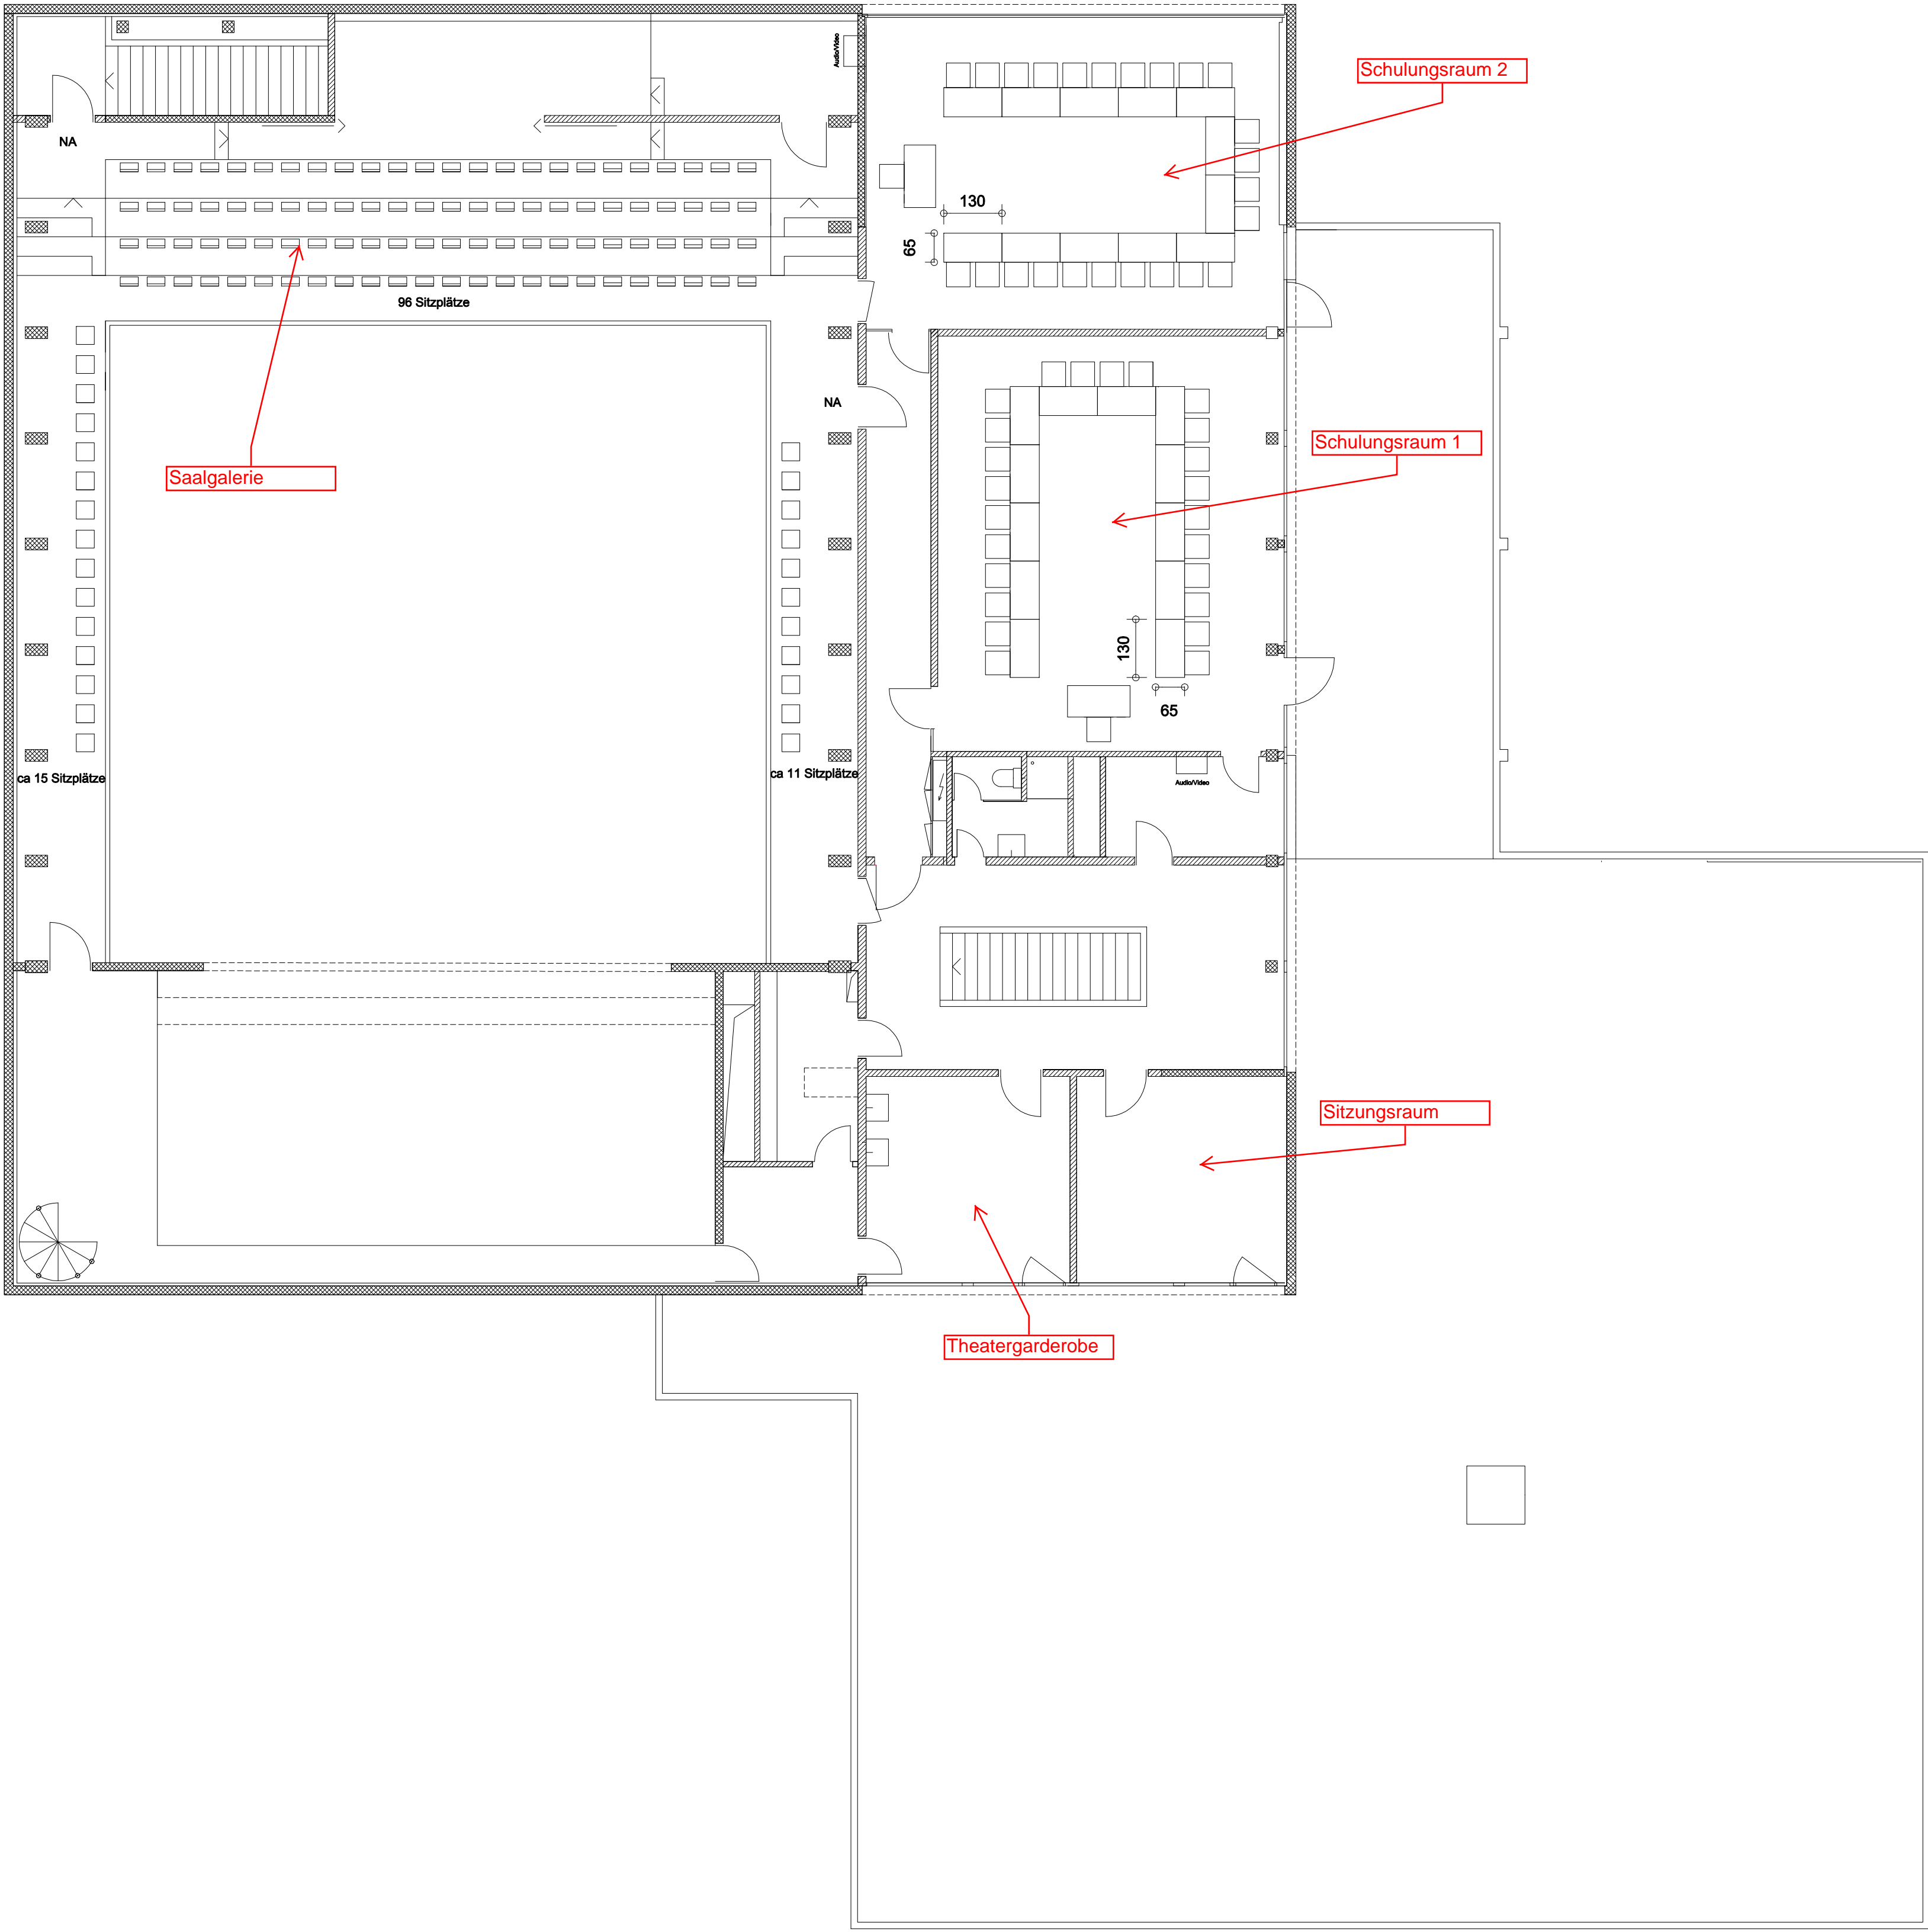 Audio/Video
Schulungsraum 2
NA
130
65
96 Sitzplätze
NA
Schulungsraum 1
Saalgalerie
130
65
ca 15 Sitzplätze
ca 11 Sitzplätze
Audio/Video
Sitzungsraum
Theatergarderobe